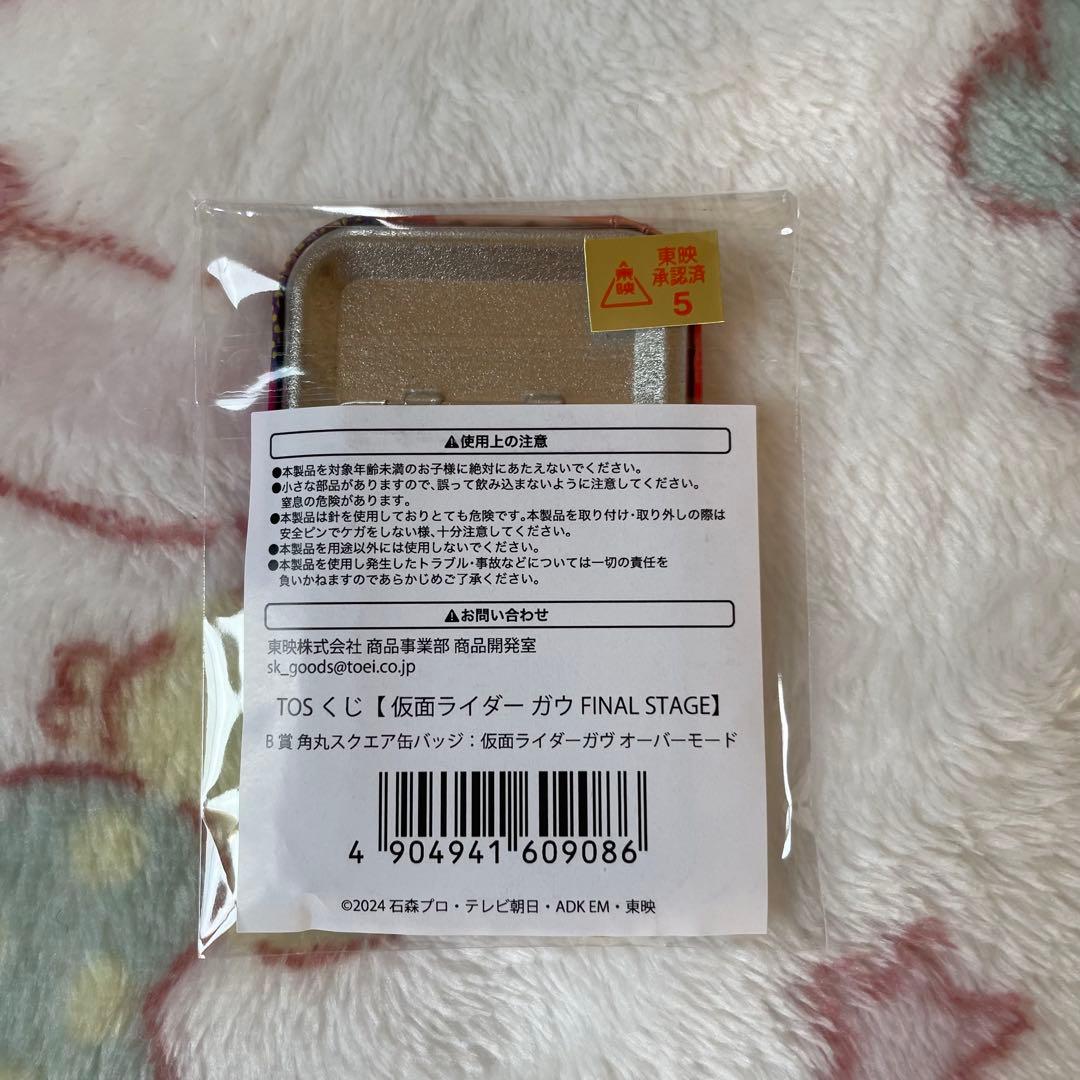 東映
東映
承認済
5
⚠使用上の注意
●本製品を対象年齢未満のお子様に絶対にあたえないでください。
●小さな部品がありますので、誤って飲み込まないように注意してください。
窒息の危険があります。
●本製品は針を使用しておりとても危険です。本製品を取り付け・取り外しの際は
安全ピンでケガをしない様、十分注意してください。
●本製品を用途以外には使用しないでください。
●本製品を使用し発生したトラブル・事故などについては一切の責任を
負いかねますのであらかじめご了承ください。
⚠お問い合わせ
東映株式会社 商品事業部 商品開発室
sk_goods@toei.co.jp
TOS くじ【 仮面ライダー ガウ FINAL STAGE】
B 賞 角丸スクエア缶バッジ：仮面ライダーガヴ オーバーモード
4 904941 609086
©2024 石森プロ・テレビ朝日・ADK EM・東映